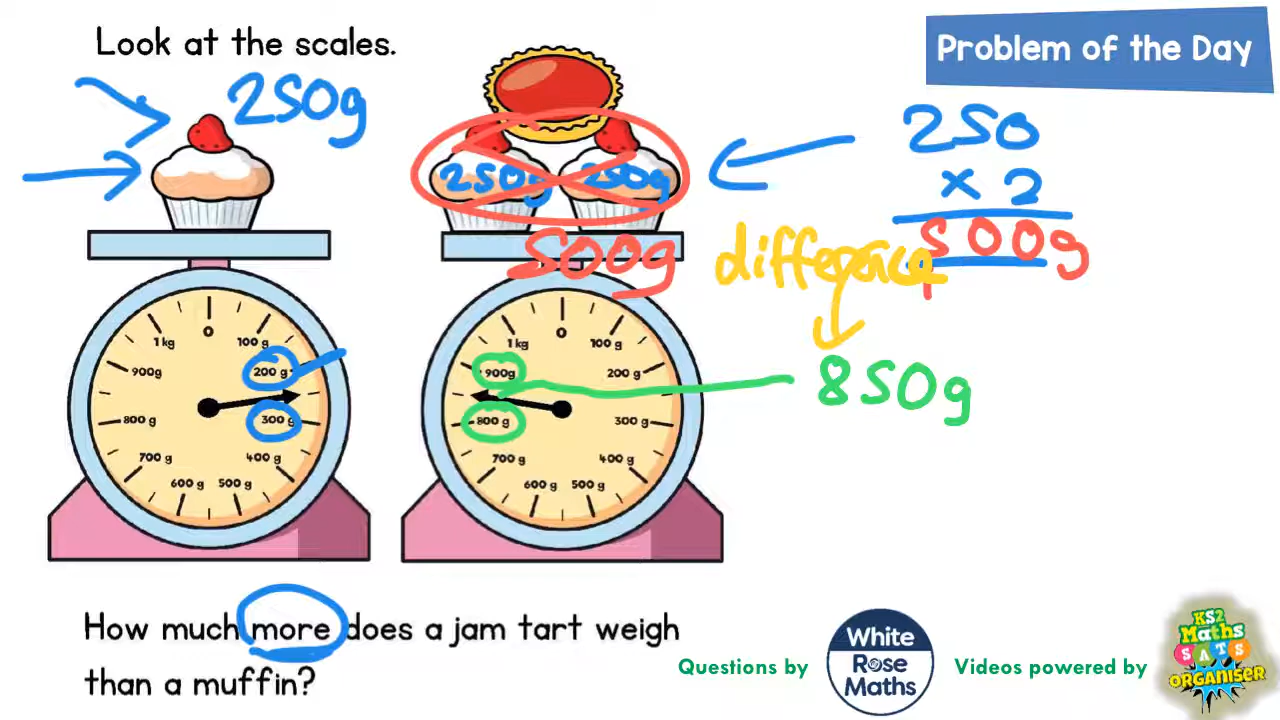 Look at the scales.
Problem of the Day
250g
250
× 2
500g
250g 250g
500g
difference
850g
0
100 g
200 g
300 g
400 g
500 g
600 g
700 g
800 g
900g
1 kg
0
100 g
200 g
300 g
400 g
500 g
600 g
700 g
800 g
900g
1 kg
How much more does a jam tart weigh
than a muffin?
Questions by
White
Rose
Maths
Videos powered by
KS2
Maths
SATS
ORGANISER